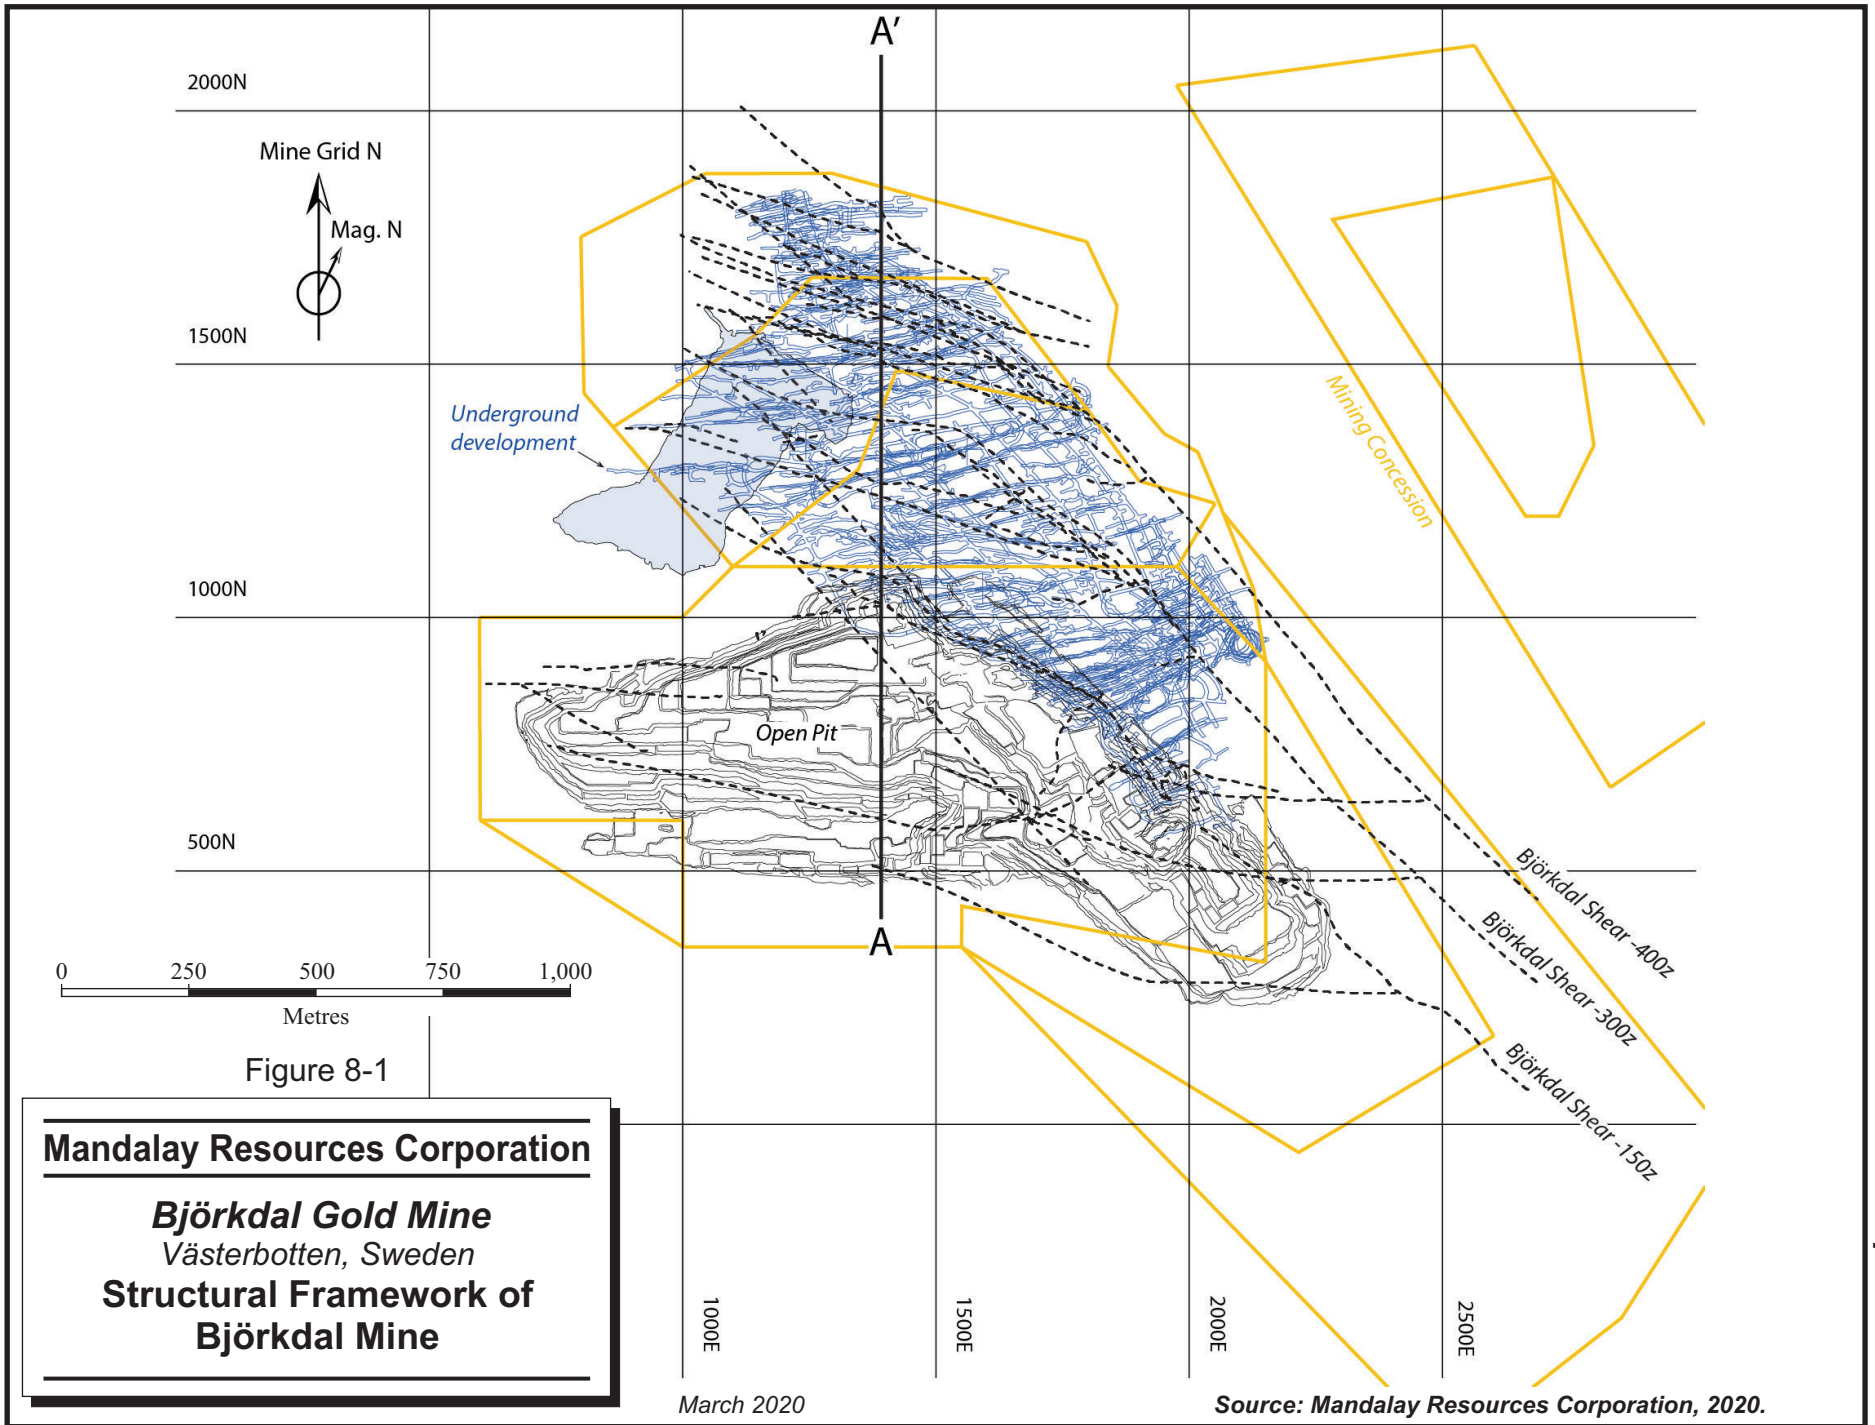 A'
2000N
Mine Grid N
Mag. N
1500N
Underground
development
Mining Concession
1000N
Open Pit
500N
Björkdal Shear -400z
A
Björkdal Shear -300z
0 250 500 750 1,000
Metres
Björkdal Shear -150z
Figure 8-1
Mandalay Resources Corporation
Björkdal Gold Mine
Västerbotten, Sweden
Structural Framework of
Björkdal Mine
1000E
1500E
2000E
2500E
March 2020
Source: Mandalay Resources Corporation, 2020.